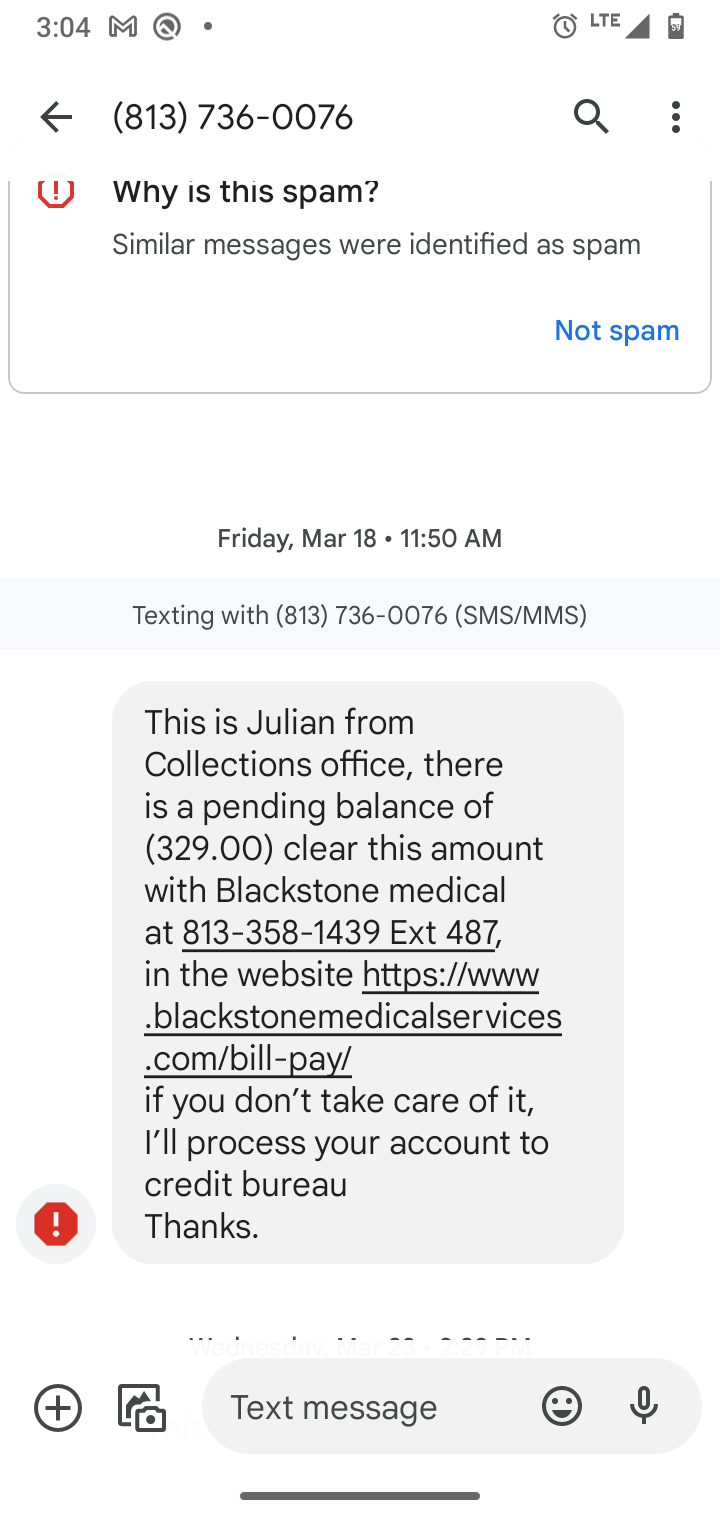 3:04 LTE
(813) 736-0076
Why is this spam?
Similar messages were identified as spam
Not spam
Friday, Mar 18 • 11:50 AM
Texting with (813) 736-0076 (SMS/MMS)
This is Julian from
Collections office, there
is a pending balance of
(329.00) clear this amount
with Blackstone medical
at 813-358-1439 Ext 487,
in the website https://www
.blackstonemedicalservices
.com/bill-pay/
if you don’t take care of it,
I’ll process your account to
credit bureau
Thanks.
Wednesday, Mar 23 • 2:29 PM
Text message